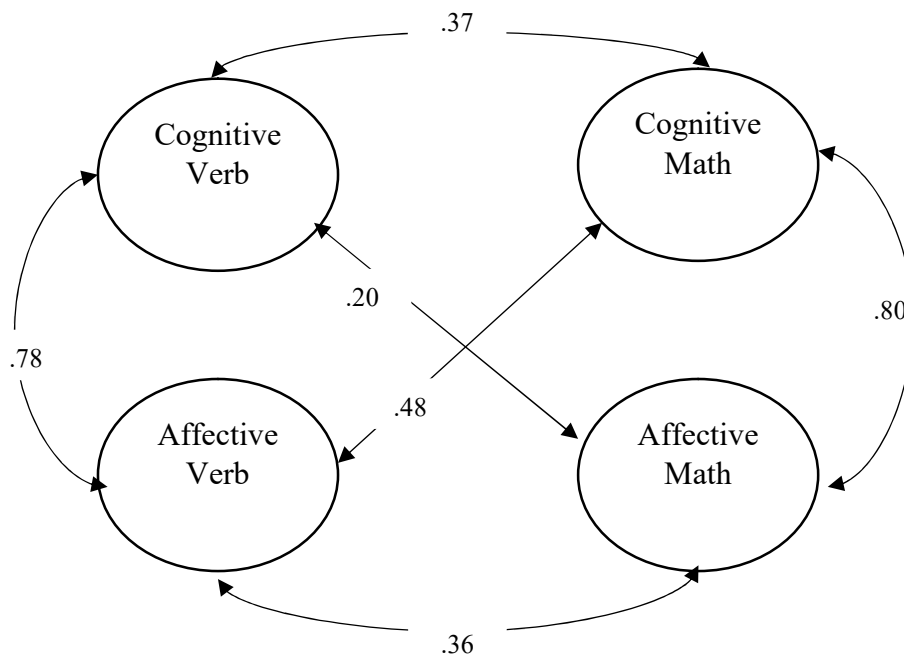 .37
Cognitive
Verb
Cognitive
Math
.20
.80
.78
.48
Affective
Verb
Affective
Math
.36